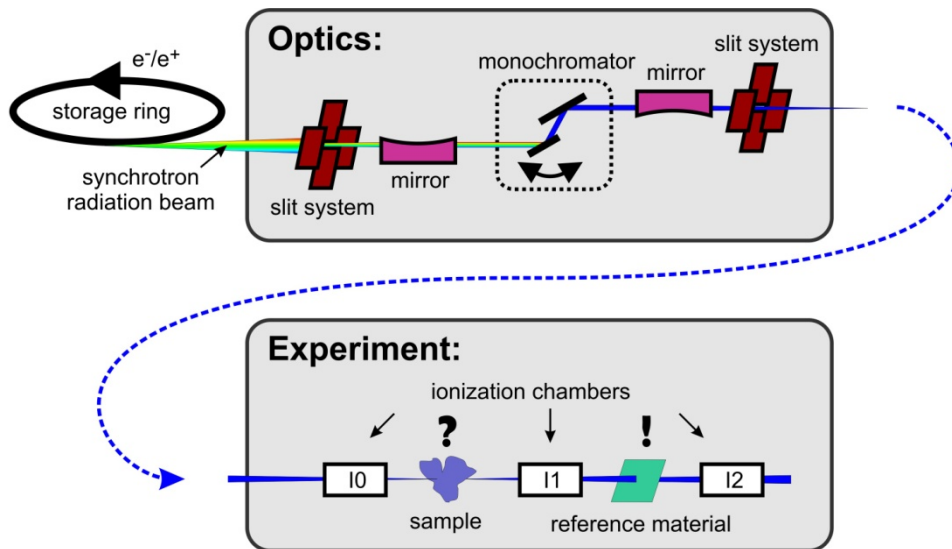 Optics:
e⁻/e⁺
storage ring
synchrotron
radiation beam
slit system
mirror
monochromator
mirror
slit system
Experiment:
ionization chambers
?
!
I0
I1
I2
sample
reference material